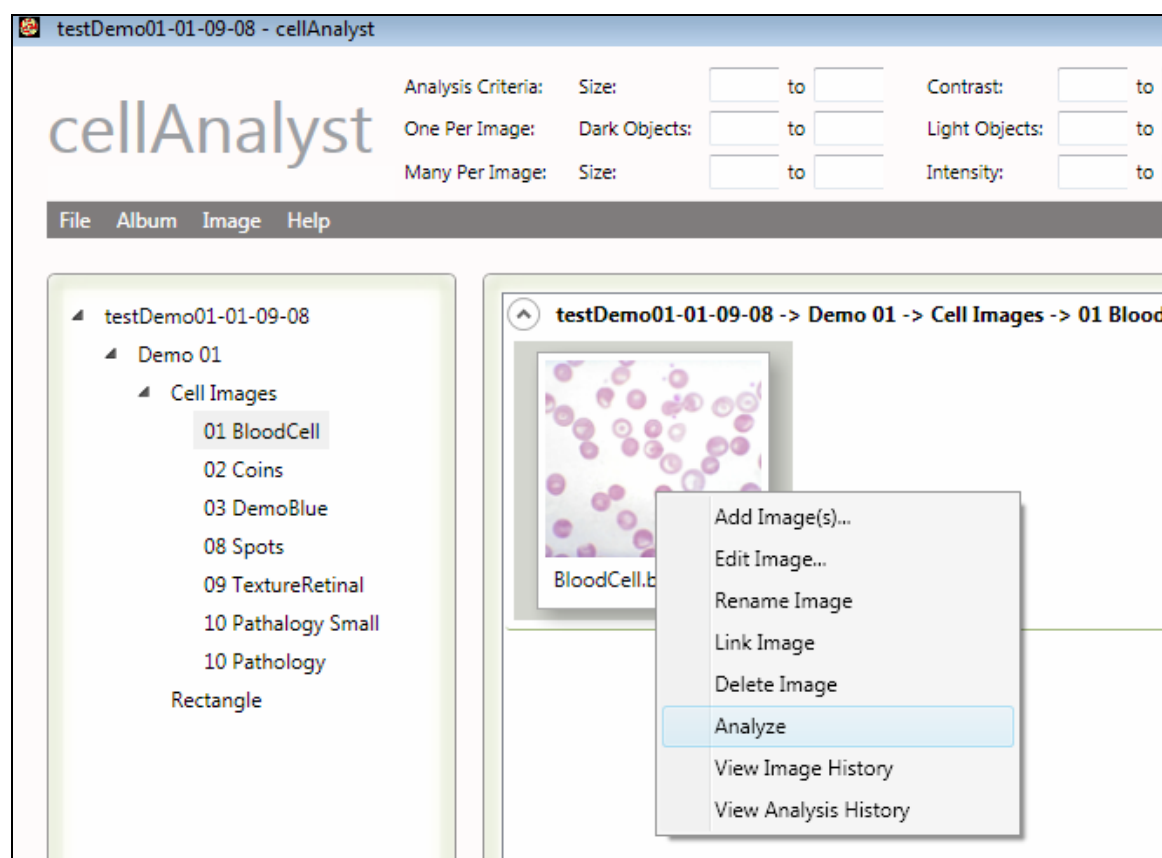 testDemo01-01-09-08 - cellAnalyst
cellAnalyst
Analysis Criteria: Size: to Contrast: to
One Per Image: Dark Objects: to Light Objects: to
Many Per Image: Size: to Intensity: to
File Album Image Help
testDemo01-01-09-08
Demo 01
Cell Images
01 BloodCell
02 Coins
03 DemoBlue
08 Spots
09 TextureRetinal
10 Pathalogy Small
10 Pathology
Rectangle
testDemo01-01-09-08 -> Demo 01 -> Cell Images -> 01 Blood
BloodCell.b
Add Image(s)...
Edit Image...
Rename Image
Link Image
Delete Image
Analyze
View Image History
View Analysis History